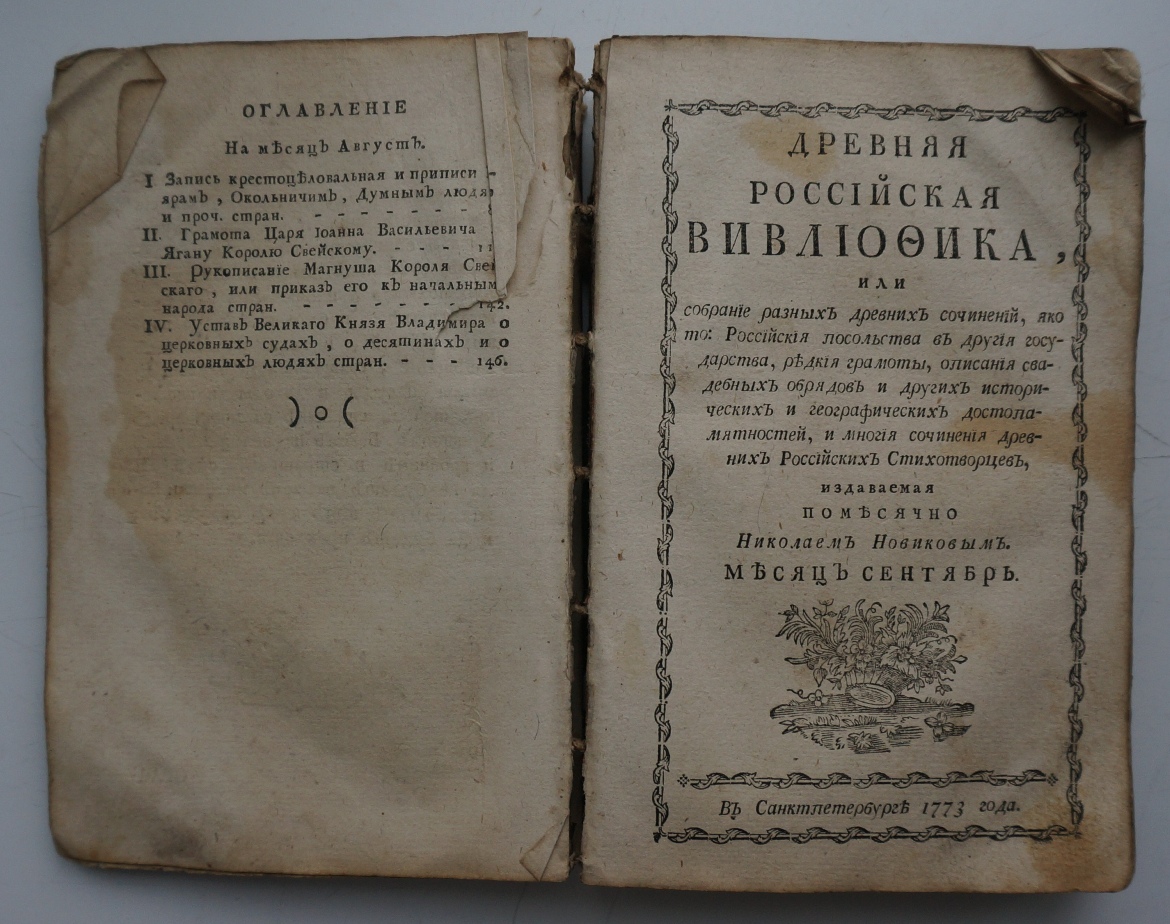 ОГЛАВЛЕНІЕ
На мѣсяцъ Августъ.
I Запись крестоцѣловальная и приписи
ярамъ, Окольничимъ, Думнымъ людя
и проч. стран. - - - - - - -
II. Грамота Царя Іоанна Васильевича
Ягану Королю Свейскому. - - - 11
III. Рукописаніе Магнуша Короля Свей
скаго, или приказъ его къ начальным
народа стран. - - - - - - - - 142.
IV. Уставъ Великаго Князя Владимира о
церковныхъ судахъ, о десятинахъ и о
церковныхъ людяхъ стран. - - - 146.
) о (
ДРЕВНЯЯ
РОССІЙСКАЯ
ВИВЛІОѲИКА,
ИЛИ
собраніе разныхъ древнихъ сочиненій, яко
то: Россійскія посольства въ другія госу-
дарства, рѣдкія грамоты, описанія сва-
дебныхъ обрядовъ и другихъ истори-
ческихъ и географическихъ достопа-
мятностей, и многія сочиненія древ-
нихъ Россійскихъ Стихотворцевъ,
издаваемая
ПОМѢСЯЧНО
Николаемъ Новиковымъ.
МѢСЯЦЪ СЕНТЯБРЬ.
Въ Санктпетербургѣ 1773 года.